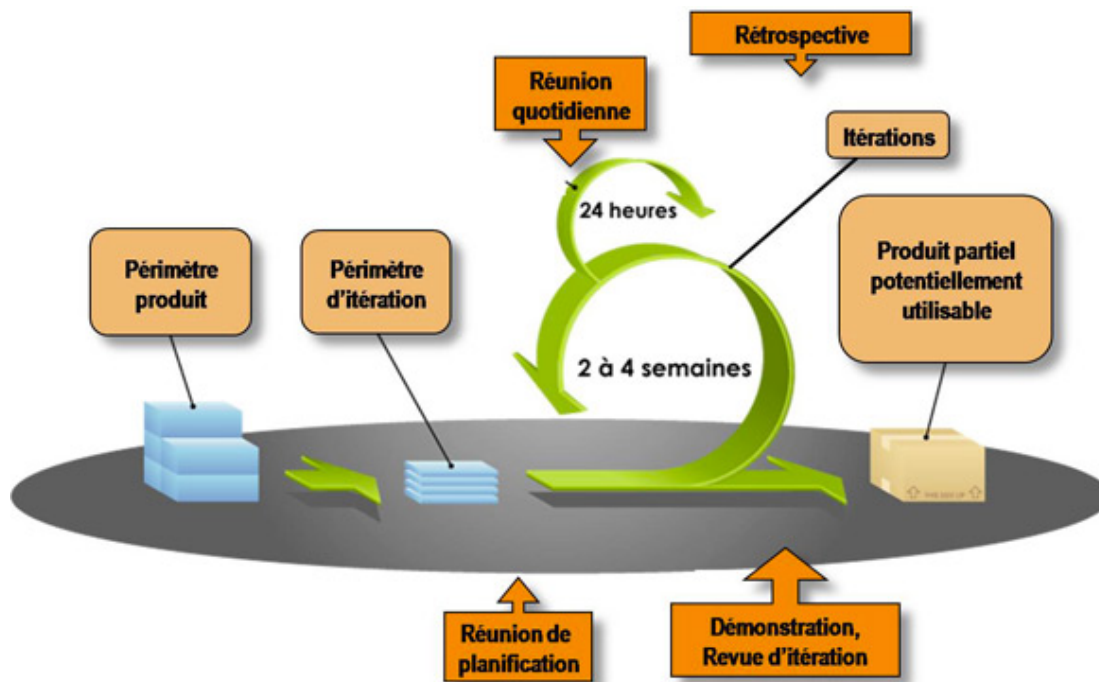 Rétrospective
Réunion
quotidienne
Itérations
24 heures
Périmètre
produit
Périmètre
d'itération
Produit partiel
potentiellement
utilisable
2 à 4 semaines
Réunion de
planification
Démonstration,
Revue d'itération